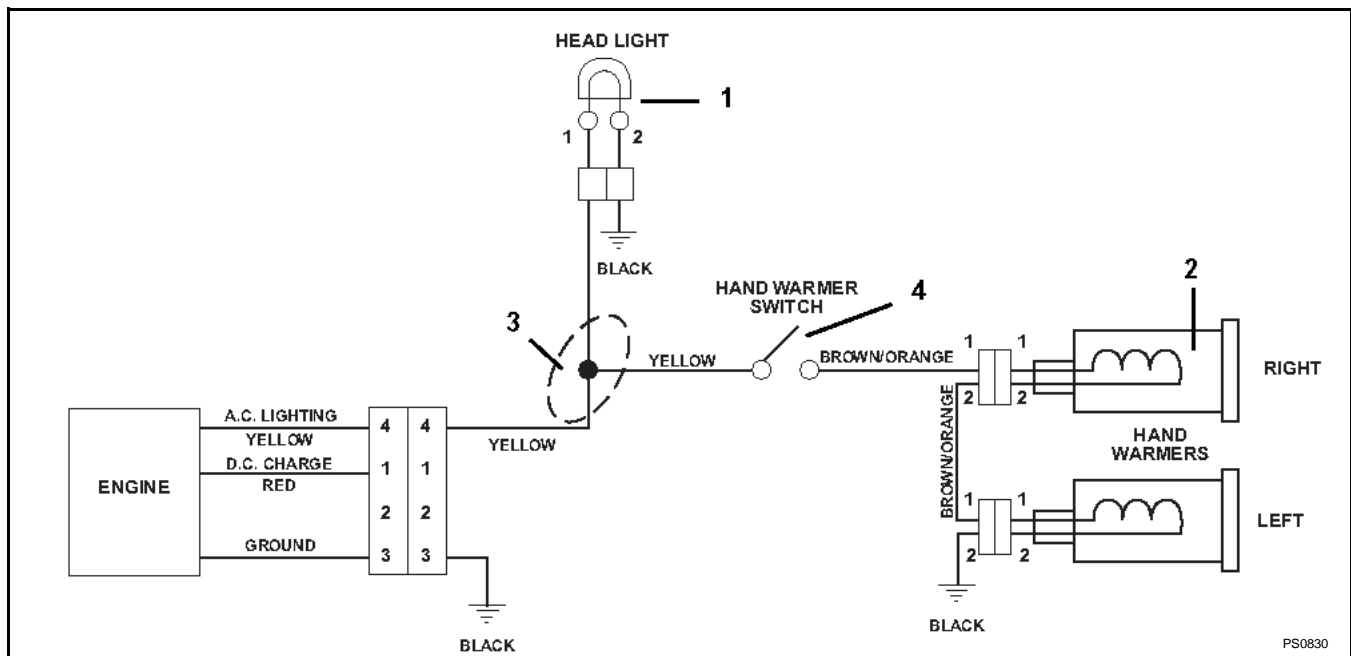 HEAD LIGHT
1
1
2
BLACK
HAND WARMER
SWITCH
4
2
3
YELLOW
BROWN/ORANGE
1
1
2
2
RIGHT
A.C. LIGHTING
YELLOW
4
4
YELLOW
BROWN/ORANGE
HAND
WARMERS
D.C. CHARGE
RED
1
1
ENGINE
2
2
1
1
LEFT
GROUND
3
3
2
2
BLACK
BLACK
PS0830